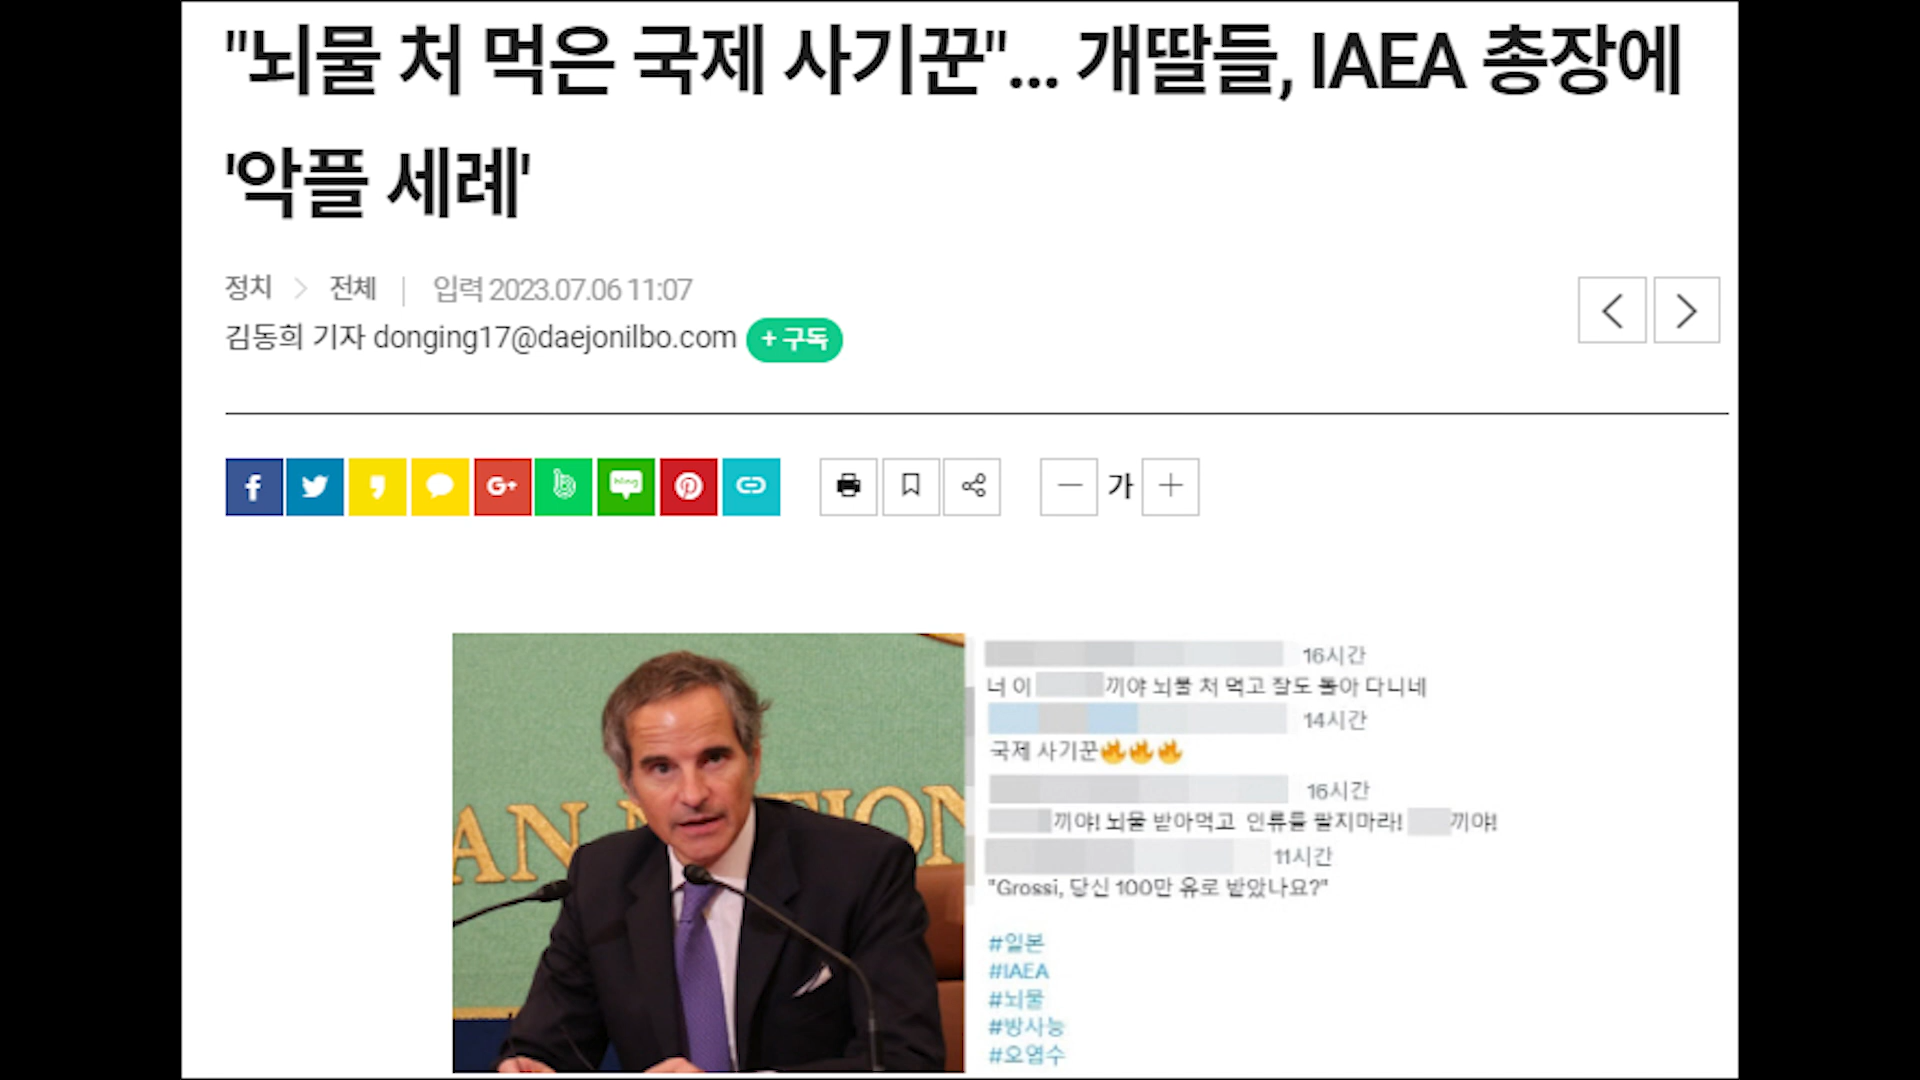 "뇌물 처 먹은 국제 사기꾼"... 개딸들, IAEA 총장에
'악플 세례'
정치 > 전체 | 입력 2023.07.06 11:07
김동희 기자 donging17@daejonilbo.com + 구독
G+ blog 가
AN NATION
16시간
너 이 끼야 뇌물 처 먹고 잘도 돌아 다니네
14시간
국제 사기꾼🔥🔥🔥
16시간
끼야! 뇌물 받아먹고 인류를 팔지마라! 끼야!
11시간
"Grossi, 당신 100만 유로 받았나요?"
#일본
#IAEA
#뇌물
#방사능
#오염수